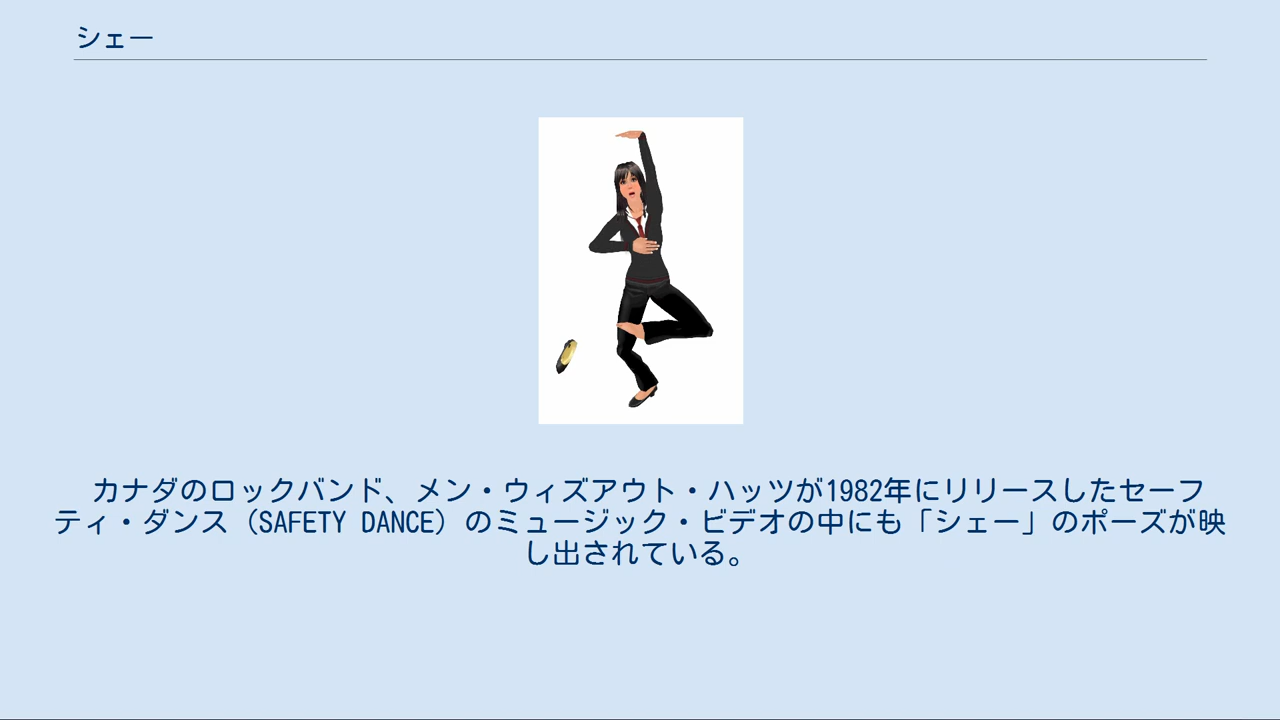 シェー
カナダのロックバンド、メン・ウィズアウト・ハッツが1982年にリリースしたセーフ
ティ・ダンス（SAFETY DANCE）のミュージック・ビデオの中にも「シェー」のポーズが映
し出されている。